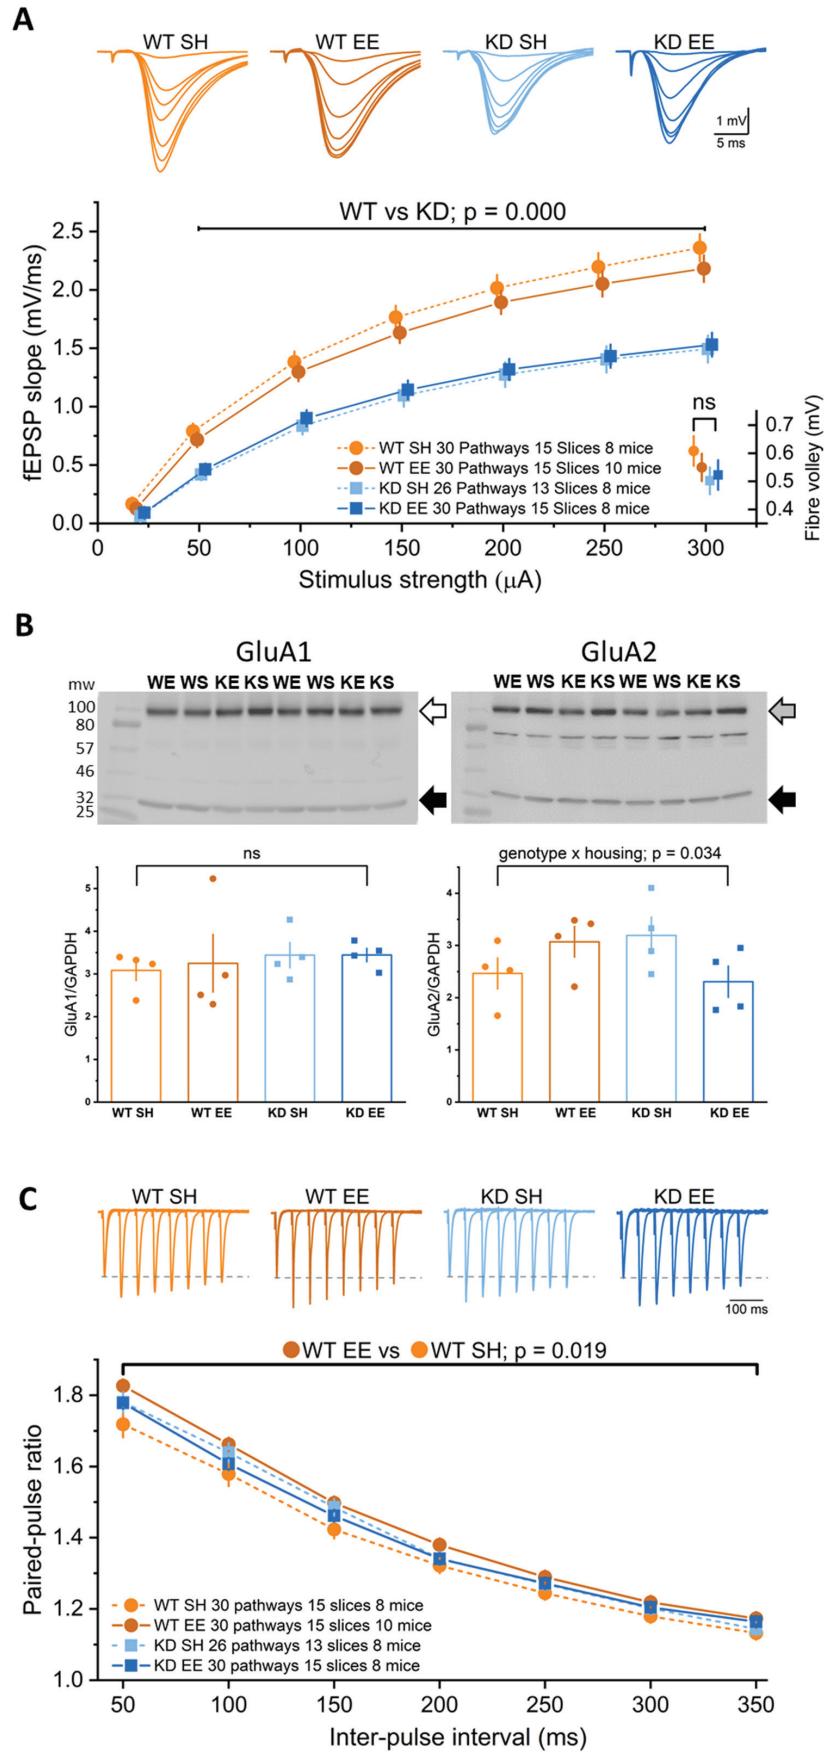 A
WT SH WT EE KD SH KD EE
1 mV
5 ms
WT vs KD; p = 0.000
fEPSP slope (mV/ms)
2.5
2.0
1.5
1.0
0.5
0.0
ns
0.7
0.6
0.5
0.4
Fibre volley (mV)
WT SH 30 Pathways 15 Slices 8 mice
WT EE 30 Pathways 15 Slices 10 mice
KD SH 26 Pathways 13 Slices 8 mice
KD EE 30 Pathways 15 Slices 8 mice
0 50 100 150 200 250 300
Stimulus strength (µA)
B
GluA1 GluA2
mw WE WS KE KS WE WS KE KS WE WS KE KS WE WS KE KS
100
80
57
46
32
25
ns
GluA1/GAPDH
5
4
3
2
1
0
WT SH WT EE KD SH KD EE
genotype x housing; p = 0.034
GluA2/GAPDH
4
3
2
1
0
WT SH WT EE KD SH KD EE
C
WT SH WT EE KD SH KD EE
100 ms
WT EE vs WT SH; p = 0.019
Paired-pulse ratio
1.8
1.6
1.4
1.2
1.0
WT SH 30 pathways 15 slices 8 mice
WT EE 30 pathways 15 slices 10 mice
KD SH 26 pathways 13 slices 8 mice
KD EE 30 pathways 15 slices 8 mice
50 100 150 200 250 300 350
Inter-pulse interval (ms)